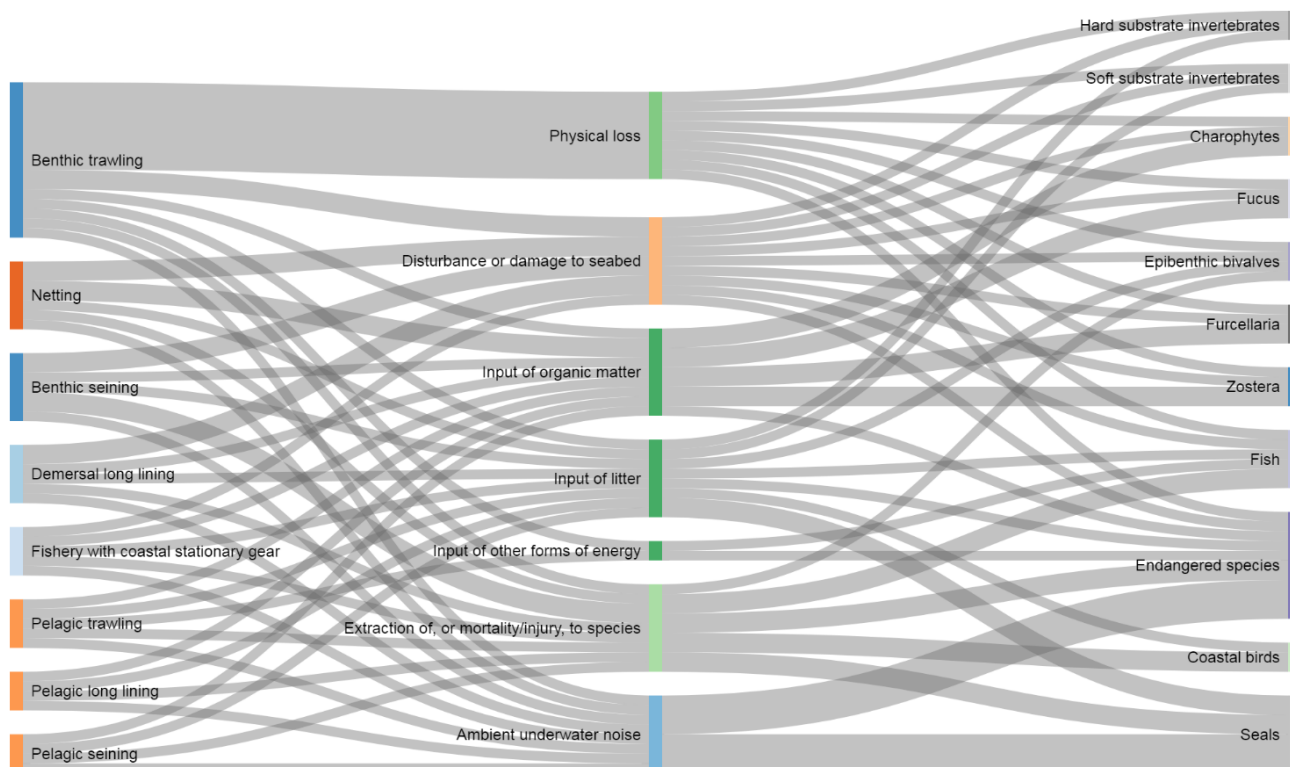 Benthic trawling
Netting
Benthic seining
Demersal long lining
Fishery with coastal stationary gear
Pelagic trawling
Pelagic long lining
Pelagic seining
Physical loss
Disturbance or damage to seabed
Input of organic matter
Input of litter
Input of other forms of energy
Extraction of, or mortality/injury, to species
Ambient underwater noise
Hard substrate invertebrates
Soft substrate invertebrates
Charophytes
Fucus
Epibenthic bivalves
Furcellaria
Zostera
Fish
Endangered species
Coastal birds
Seals